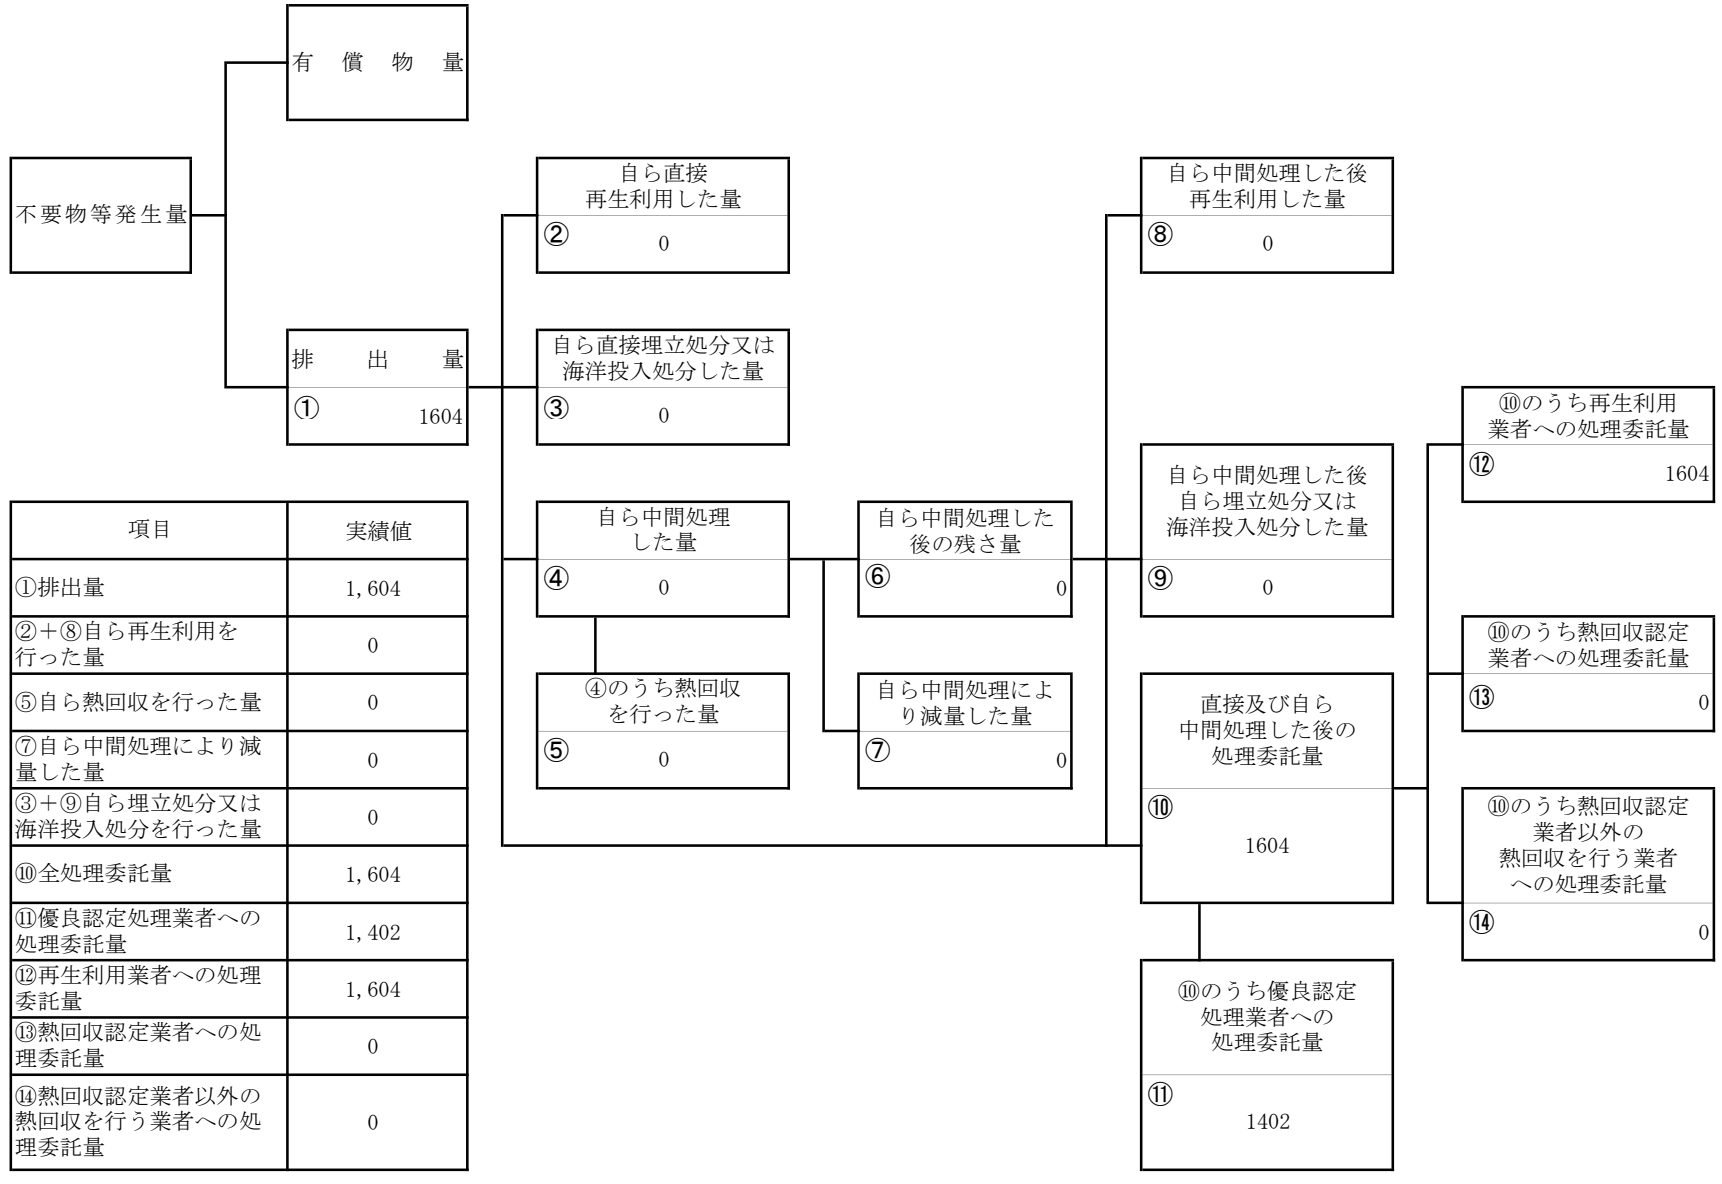 有償物量
不要物等発生量
排出量
①
1604
自ら直接
再生利用した量
②
0
自ら直接埋立処分又は
海洋投入処分した量
③
0
自ら中間処理
した量
④
0
④のうち熱回収
を行った量
⑤
0
自ら中間処理した
後の残さ量
⑥
0
自ら中間処理によ
り減量した量
⑦
0
自ら中間処理した後
再生利用した量
⑧
0
自ら中間処理した後
自ら埋立処分又は
海洋投入処分した量
⑨
0
直接及び自ら
中間処理した後の
処理委託量
⑩
1604
⑩のうち優良認定
処理業者への
処理委託量
⑪
1402
⑩のうち再生利用
業者への処理委託量
⑫
1604
⑩のうち熱回収認定
業者への処理委託量
⑬
0
⑩のうち熱回収認定
業者以外の
熱回収を行う業者
への処理委託量
⑭
0
項目 実績値
①排出量 1,604
②＋⑧自ら再生利用を
行った量
0
⑤自ら熱回収を行った量 0
⑦自ら中間処理により減
量した量
0
③＋⑨自ら埋立処分又は
海洋投入処分を行った量
0
⑩全処理委託量 1,604
⑪優良認定処理業者への
処理委託量
1,402
⑫再生利用業者への処理
委託量
1,604
⑬熱回収認定業者への処
理委託量
0
⑭熱回収認定業者以外の
熱回収を行う業者への処
理委託量
0